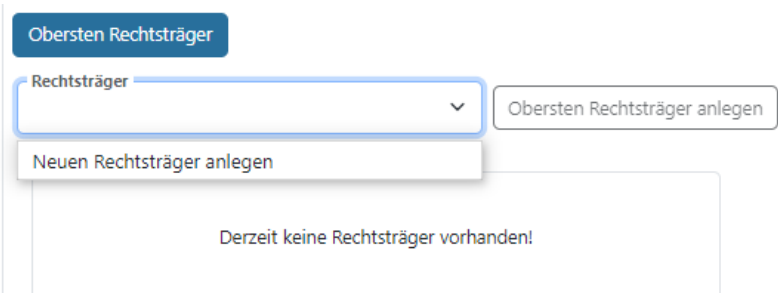 Obersten Rechtsträger
Rechtsträger
Obersten Rechtsträger anlegen
Neuen Rechtsträger anlegen
Derzeit keine Rechtsträger vorhanden!